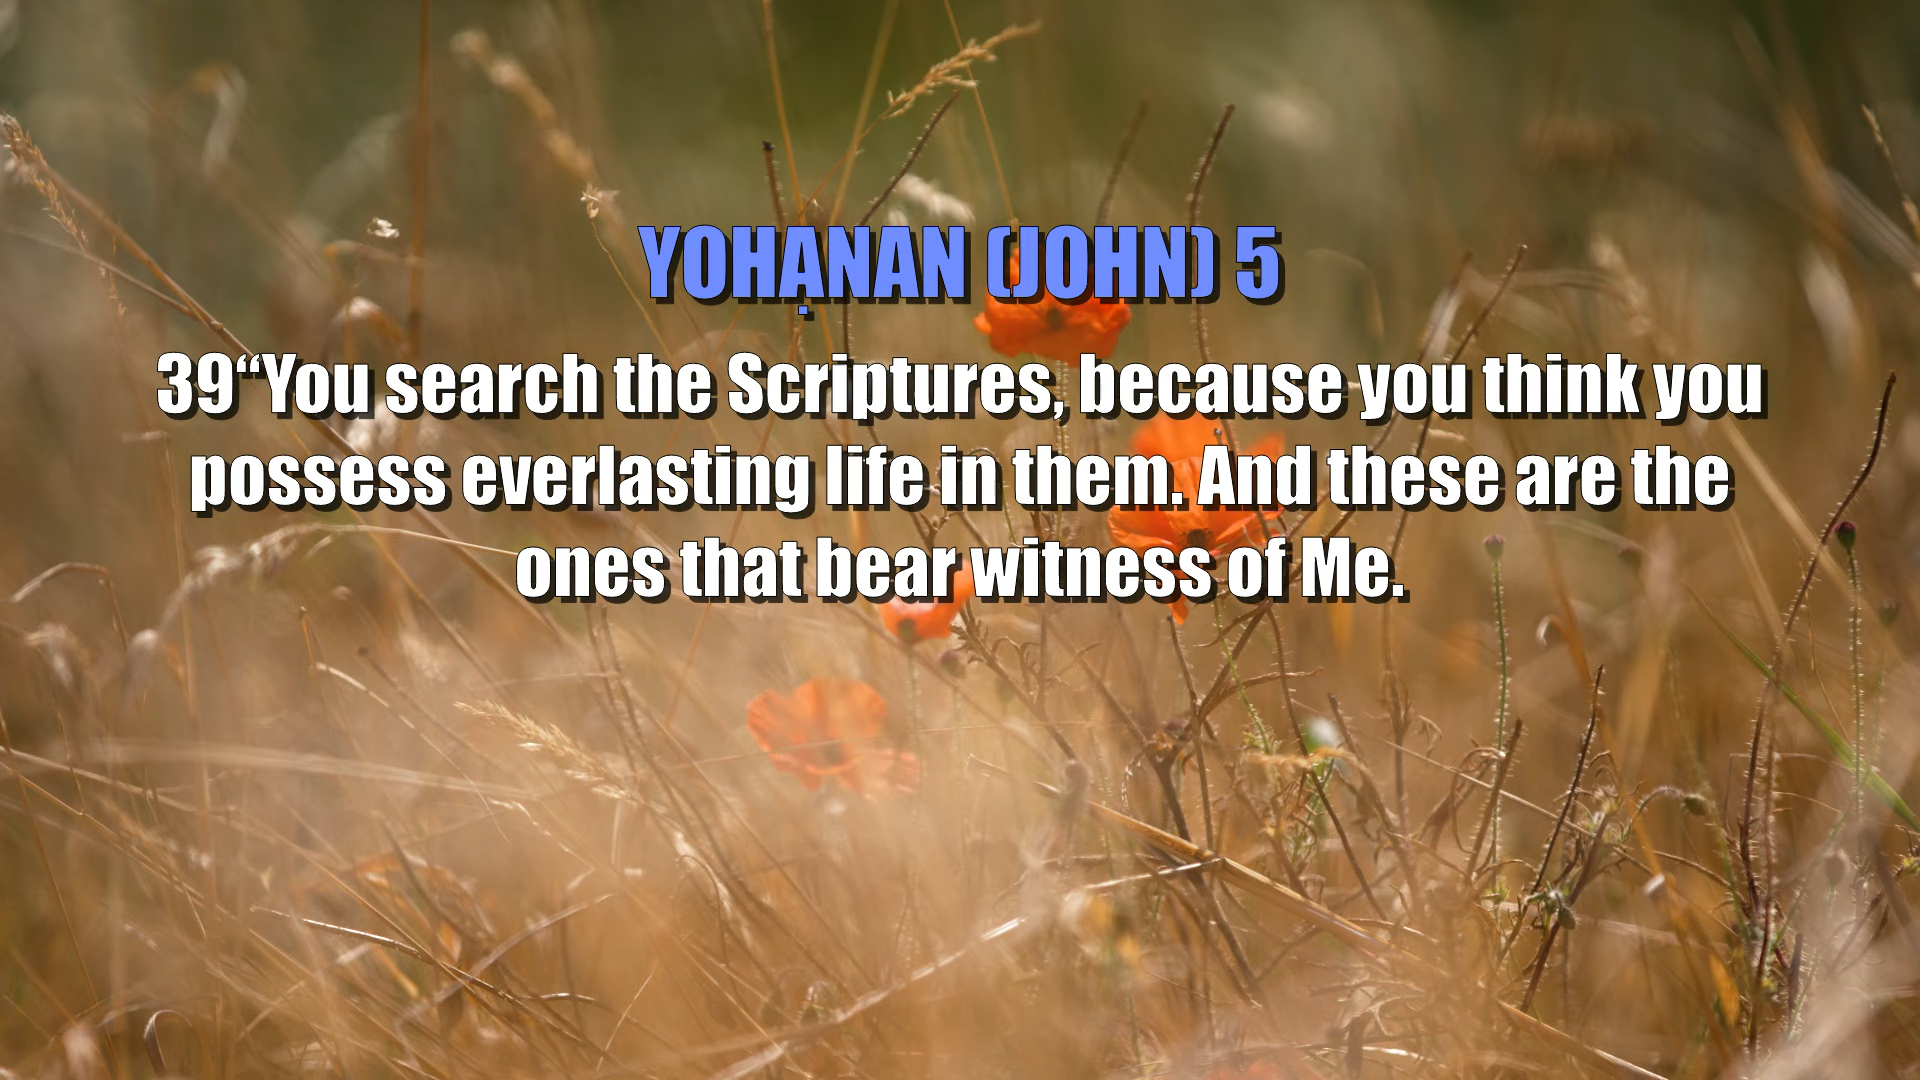 YOHẠNAN (JOHN) 5
39“You search the Scriptures, because you think you
possess everlasting life in them. And these are the
ones that bear witness of Me.